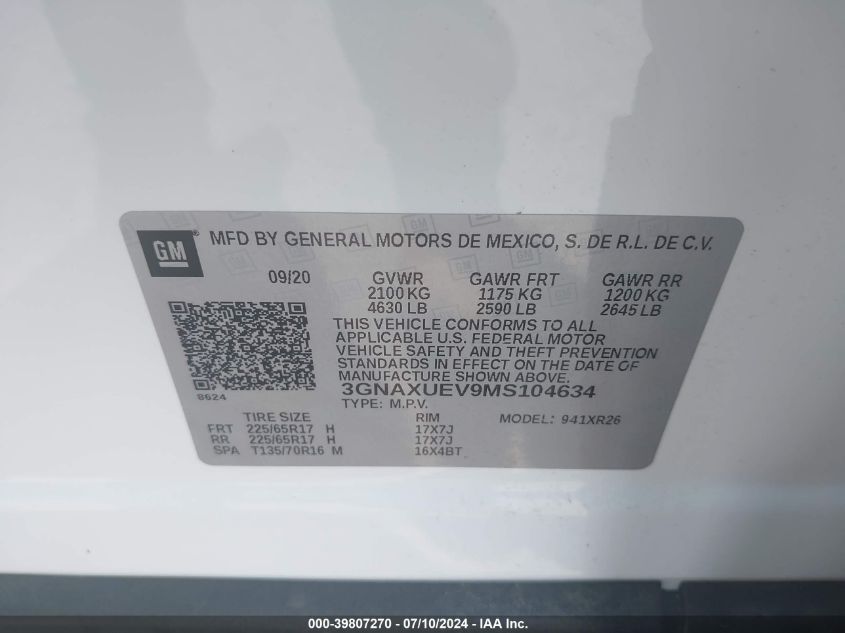 GM
MFD BY GENERAL MOTORS DE MEXICO, S. DE R.L. DE C.V.
09/20 GVWR GAWR FRT GAWR RR
2100 KG 1175 KG 1200 KG
4630 LB 2590 LB 2645 LB
THIS VEHICLE CONFORMS TO ALL
APPLICABLE U.S. FEDERAL MOTOR
VEHICLE SAFETY AND THEFT PREVENTION
STANDARDS IN EFFECT ON THE DATE OF
MANUFACTURE SHOWN ABOVE.
3GNAXUEV9MS104634
8624
TYPE: M.P.V. MODEL: 941XR26
TIRE SIZE RIM
FRT 225/65R17 H 17X7J
RR 225/65R17 H 17X7J
SPA T135/70R16 M 16X4BT
000-39807270 - 07/10/2024 - IAA Inc.